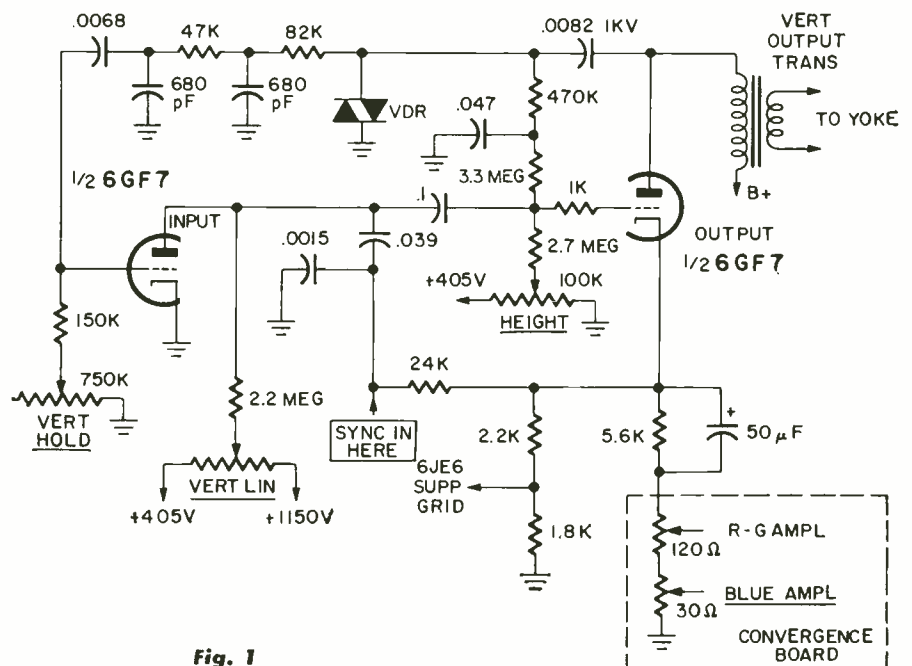 .0068
47K
82K
.0082 1KV
VERT
OUTPUT
TRANS
680
pF
680
pF
VDR
.047
470K
TO YOKE
3.3 MEG
B+
1/2 6GF7
INPUT
.1
1K
OUTPUT
1/2 6GF7
.0015
.039
2.7 MEG
+405V
100K
HEIGHT
150K
750K
VERT
HOLD
2.2 MEG
24K
SYNC IN
HERE
2.2K
5.6K
+
50µF
VERT LIN
+405V
+1150V
6JE6
SUPP
GRID
1.8K
R-G AMPL
120Ω
BLUE AMPL
30Ω
CONVERGENCE
BOARD
Fig. 1